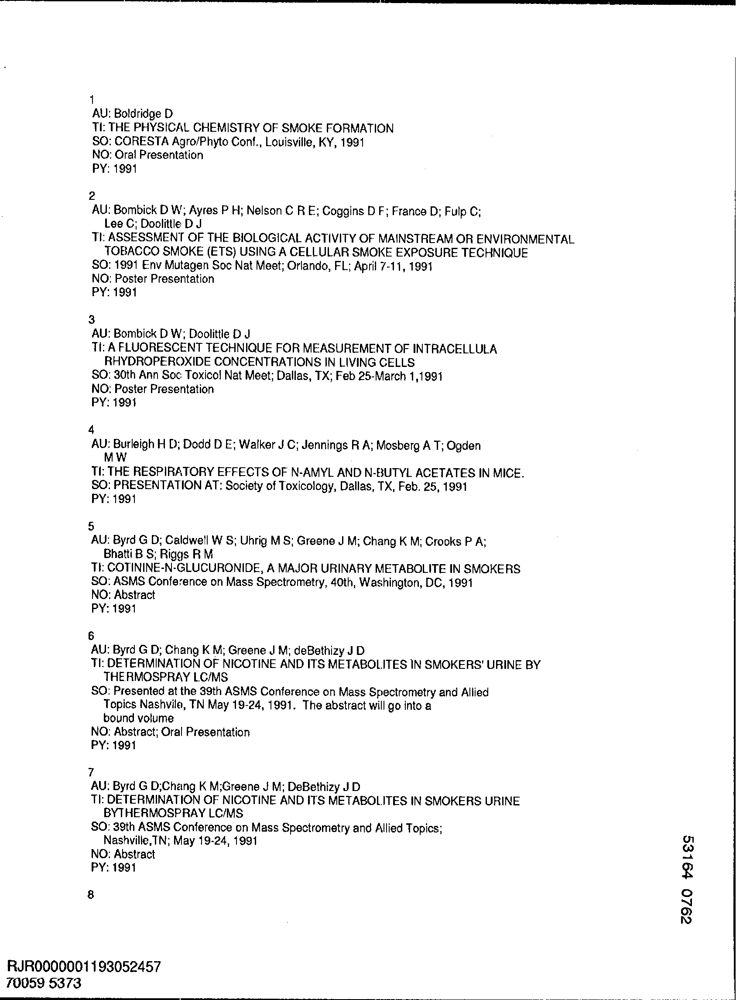 1
AU: Boldridge D
TI: THE PHYSICAL CHEMISTRY OF SMOKE FORMATION
SO: CORESTA Agro/Phyto Conf., Louisville, KY, 1991
NO: Oral Presentation
PY: 1991
2
AU: Bombick D W; Ayres P H; Nelson C R E; Coggins D F; France D; Fulp C;
Lee C; Doolittle D J
TI: ASSESSMENT OF THE BIOLOGICAL ACTIVITY OF MAINSTREAM OR ENVIRONMENTAL
TOBACCO SMOKE (ETS) USING A CELLULAR SMOKE EXPOSURE TECHNIQUE
SO: 1991 Env Mutagen Soc Nat Meet; Orlando, FL; April 7-11, 1991
NO: Poster Presentation
PY: 1991
3
AU: Bombick D W; Doolittle D J
TI: A FLUORESCENT TECHNIQUE FOR MEASUREMENT OF INTRACELLULA
RHYDROPEROXIDE CONCENTRATIONS IN LIVING CELLS
SO: 30th Ann Soc Toxicol Nat Meet; Dallas, TX; Feb 25-March 1,1991
NO: Poster Presentation
PY: 1991
4
AU: Burleigh H D; Dodd D E; Walker J C; Jennings R A; Mosberg A T; Ogden
M W
TI: THE RESPIRATORY EFFECTS OF N-AMYL AND N-BUTYL ACETATES IN MICE.
SO: PRESENTATION AT: Society of Toxicology, Dallas, TX, Feb. 25, 1991
PY: 1991
5
AU: Byrd G D; Caldwell W S; Uhrig M S; Greene J M; Chang K M; Crooks P A;
Bhatti B S; Riggs R M
TI: COTININE-N-GLUCURONIDE, A MAJOR URINARY METABOLITE IN SMOKERS
SO: ASMS Conference on Mass Spectrometry, 40th, Washington, DC, 1991
NO: Abstract
PY: 1991
6
AU: Byrd G D; Chang K M; Greene J M; deBethizy J D
TI: DETERMINATION OF NICOTINE AND ITS METABOLITES IN SMOKERS' URINE BY
THERMOSPRAY LC/MS
SO: Presented at the 39th ASMS Conference on Mass Spectrometry and Allied
Topics Nashvile, TN May 19-24, 1991. The abstract will go into a
bound volume
NO: Abstract; Oral Presentation
PY: 1991
7
AU: Byrd G D;Chang K M;Greene J M; DeBethizy J D
TI: DETERMINATION OF NICOTINE AND ITS METABOLITES IN SMOKERS URINE
BYTHERMOSPRAY LC/MS
SO: 39th ASMS Conference on Mass Spectrometry and Allied Topics;
Nashville,TN; May 19-24, 1991
NO: Abstract
PY: 1991
8
53164 0762
RJR0000001193052457
70059 5373